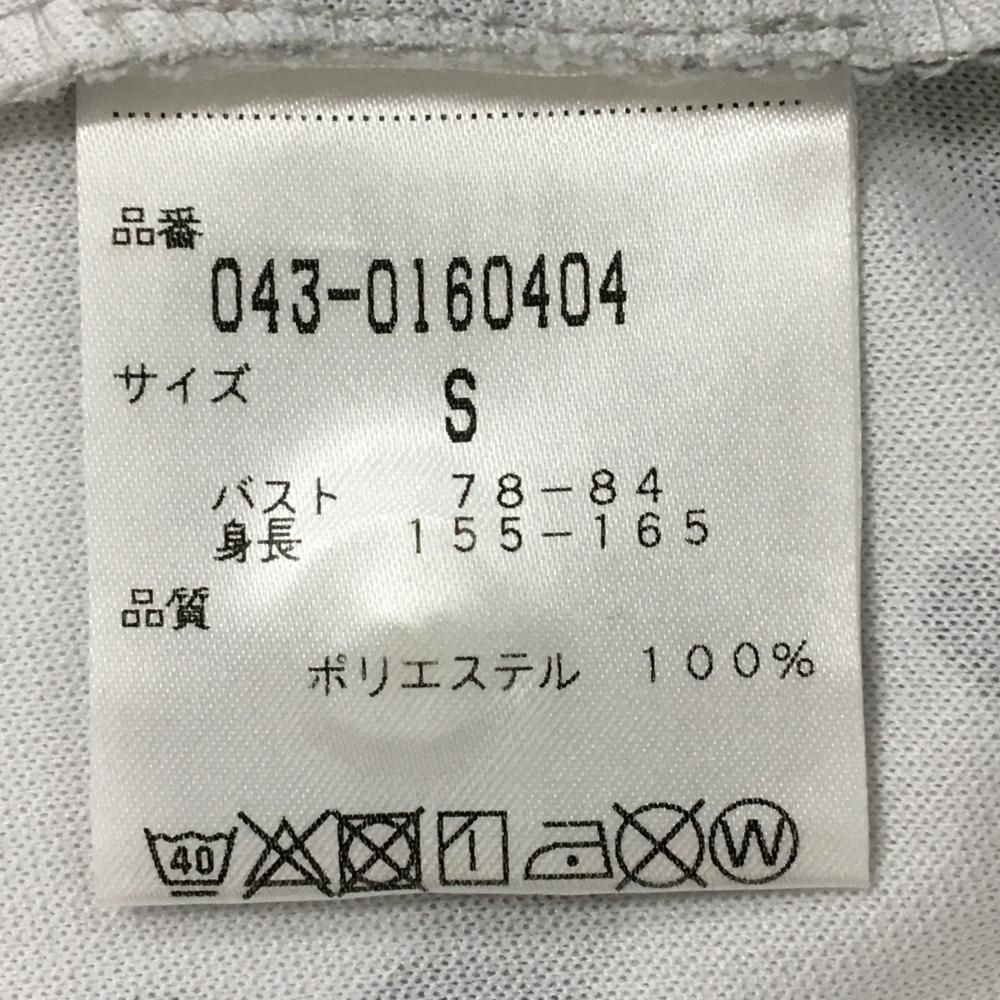 品番
043-0160404
サイズ S
バスト 78-84
身長 155-165
品質
ポリエステル 100%
40 W